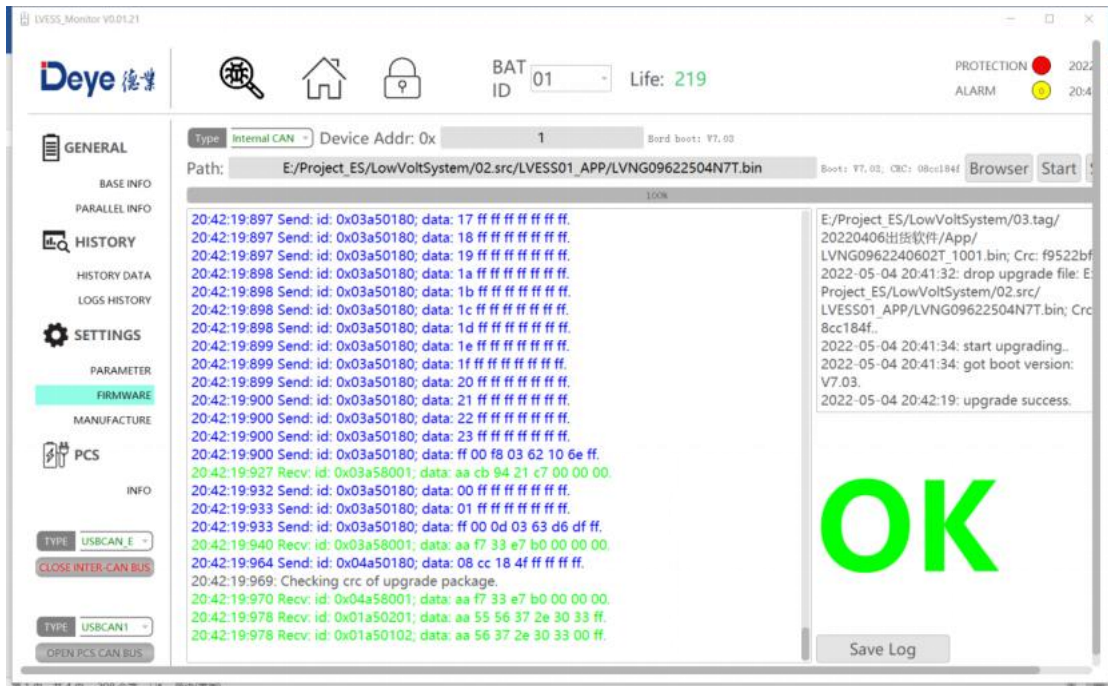 LVESS_Monitor V0.01.21
Deye 德业
BAT ID 01
Life: 219
PROTECTION 2022
ALARM 0 20:4
GENERAL
BASE INFO
PARALLEL INFO
HISTORY
HISTORY DATA
LOGS HISTORY
SETTINGS
PARAMETER
FIRMWARE
MANUFACTURE
PCS
INFO
TYPE USBCAN_E
CLOSE INTER-CAN BUS
TYPE USBCAN1
OPEN PCS CAN BUS
Type Internal CAN Device Addr: 0x 1 Bord boot: V7.03
Path: E:/Project_ES/LowVoltSystem/02.src/LVESS01_APP/LVNG09622504N7T.bin Boot: V7.03, CRC: 08cc184f Browser Start S
100%
20:42:19:897 Send: id: 0x03a50180; data: 17 ff ff ff ff ff ff ff.
20:42:19:897 Send: id: 0x03a50180; data: 18 ff ff ff ff ff ff ff.
20:42:19:897 Send: id: 0x03a50180; data: 19 ff ff ff ff ff ff ff.
20:42:19:898 Send: id: 0x03a50180; data: 1a ff ff ff ff ff ff ff.
20:42:19:898 Send: id: 0x03a50180; data: 1b ff ff ff ff ff ff ff.
20:42:19:898 Send: id: 0x03a50180; data: 1c ff ff ff ff ff ff ff.
20:42:19:898 Send: id: 0x03a50180; data: 1d ff ff ff ff ff ff ff.
20:42:19:899 Send: id: 0x03a50180; data: 1e ff ff ff ff ff ff ff.
20:42:19:899 Send: id: 0x03a50180; data: 1f ff ff ff ff ff ff ff.
20:42:19:899 Send: id: 0x03a50180; data: 20 ff ff ff ff ff ff ff.
20:42:19:900 Send: id: 0x03a50180; data: 21 ff ff ff ff ff ff ff.
20:42:19:900 Send: id: 0x03a50180; data: 22 ff ff ff ff ff ff ff.
20:42:19:900 Send: id: 0x03a50180; data: 23 ff ff ff ff ff ff ff.
20:42:19:900 Send: id: 0x03a50180; data: ff 00 f8 03 62 10 6e ff.
20:42:19:927 Recv: id: 0x03a58001; data: aa cb 94 21 c7 00 00 00.
20:42:19:932 Send: id: 0x03a50180; data: 00 ff ff ff ff ff ff ff.
20:42:19:933 Send: id: 0x03a50180; data: 01 ff ff ff ff ff ff ff.
20:42:19:933 Send: id: 0x03a50180; data: ff 00 0d 03 63 d6 df ff.
20:42:19:940 Recv: id: 0x03a58001; data: aa f7 33 e7 b0 00 00 00.
20:42:19:964 Send: id: 0x04a50180; data: 08 cc 18 4f ff ff ff ff.
20:42:19:969: Checking crc of upgrade package.
20:42:19:970 Recv: id: 0x04a58001; data: aa f7 33 e7 b0 00 00 00.
20:42:19:978 Recv: id: 0x01a50201; data: aa 55 56 37 2e 30 33 ff.
20:42:19:978 Recv: id: 0x01a50102; data: aa 56 37 2e 30 33 00 ff.
E:/Project_ES/LowVoltSystem/03.tag/
20220406出货软件/App/
LVNG0962240602T_1001.bin; Crc: f9522bf
2022-05-04 20:41:32: drop upgrade file: E:
Project_ES/LowVoltSystem/02.src/
LVESS01_APP/LVNG09622504N7T.bin; Crc
8cc184f..
2022-05-04 20:41:34: start upgrading..
2022-05-04 20:41:34: got boot version:
V7.03.
2022-05-04 20:42:19: upgrade success.
OK
Save Log